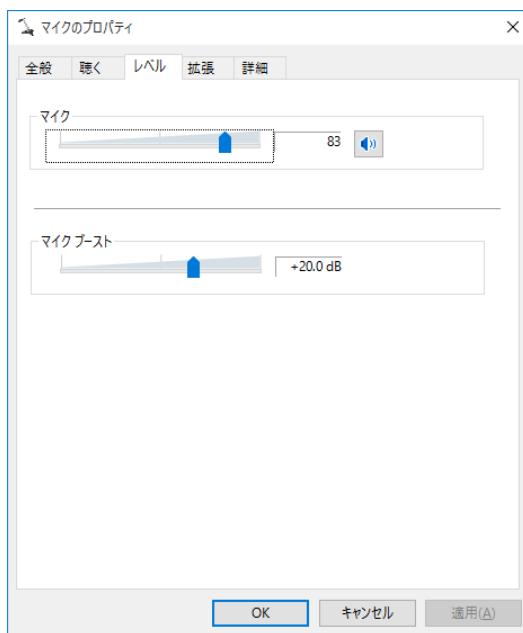 マイクのプロパティ
全般 聴く レベル 拡張 詳細
マイク
83
マイク ブースト
+20.0 dB
OK キャンセル 適用(A)